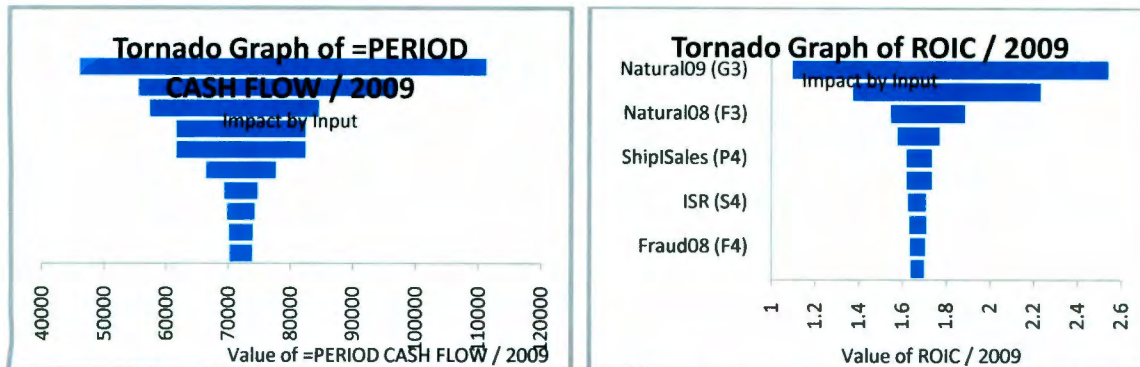 Tornado Graph of =PERIOD
CASH FLOW / 2009
Impact by Input
40000
50000
60000
70000
80000
90000
100000
110000
120000
Value of =PERIOD CASH FLOW / 2009
Tornado Graph of ROIC / 2009
Impact by Input
Natural09 (G3)
Natural08 (F3)
ShipISales (P4)
ISR (S4)
Fraud08 (F4)
1
1.2
1.4
1.6
1.8
2
2.2
2.4
2.6
Value of ROIC / 2009